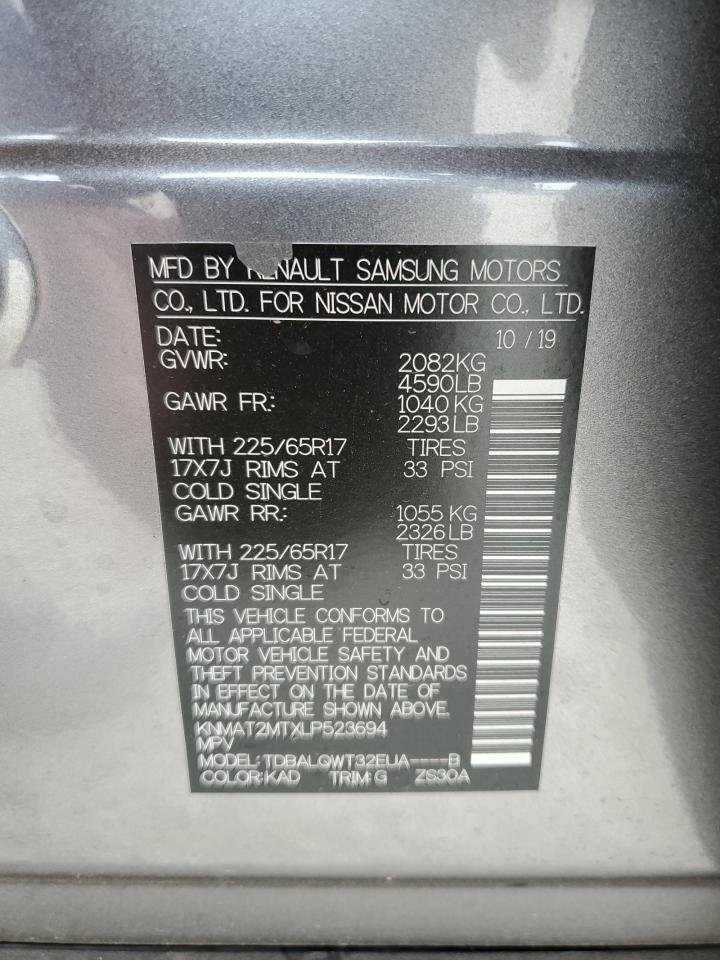 MFD BY RENAULT SAMSUNG MOTORS
CO., LTD. FOR NISSAN MOTOR CO., LTD.
DATE: 10 / 19
GVWR: 2082KG
4590LB
GAWR FR.: 1040 KG
2293 LB
WITH 225/65R17 TIRES
17X7J RIMS AT 33 PSI
COLD SINGLE
GAWR RR.: 1055 KG
2326 LB
WITH 225/65R17 TIRES
17X7J RIMS AT 33 PSI
COLD SINGLE
THIS VEHICLE CONFORMS TO
ALL APPLICABLE FEDERAL
MOTOR VEHICLE SAFETY AND
THEFT PREVENTION STANDARDS
IN EFFECT ON THE DATE OF
MANUFACTURE SHOWN ABOVE.
KNMAT2MTXLP523694
MPV
MODEL: TDBALQWT32EUA----B
COLOR: KAD TRIM: G ZS30A